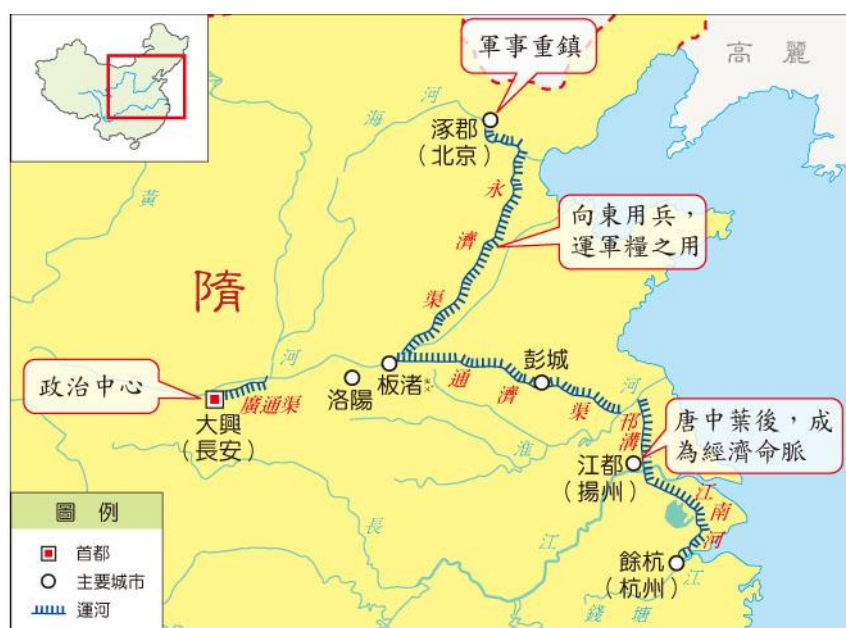 軍事重鎮
高麗
海河
涿郡
(北京)
永濟渠
向東用兵，
運軍糧之用
黃河
隋
政治中心
廣通渠
大興
(長安)
洛陽
板渚
彭城
通濟渠
淮河
邗溝
唐中葉後，成
為經濟命脈
江都
(揚州)
江南河
長江
餘杭
(杭州)
錢塘江
圖例
首都
主要城市
運河